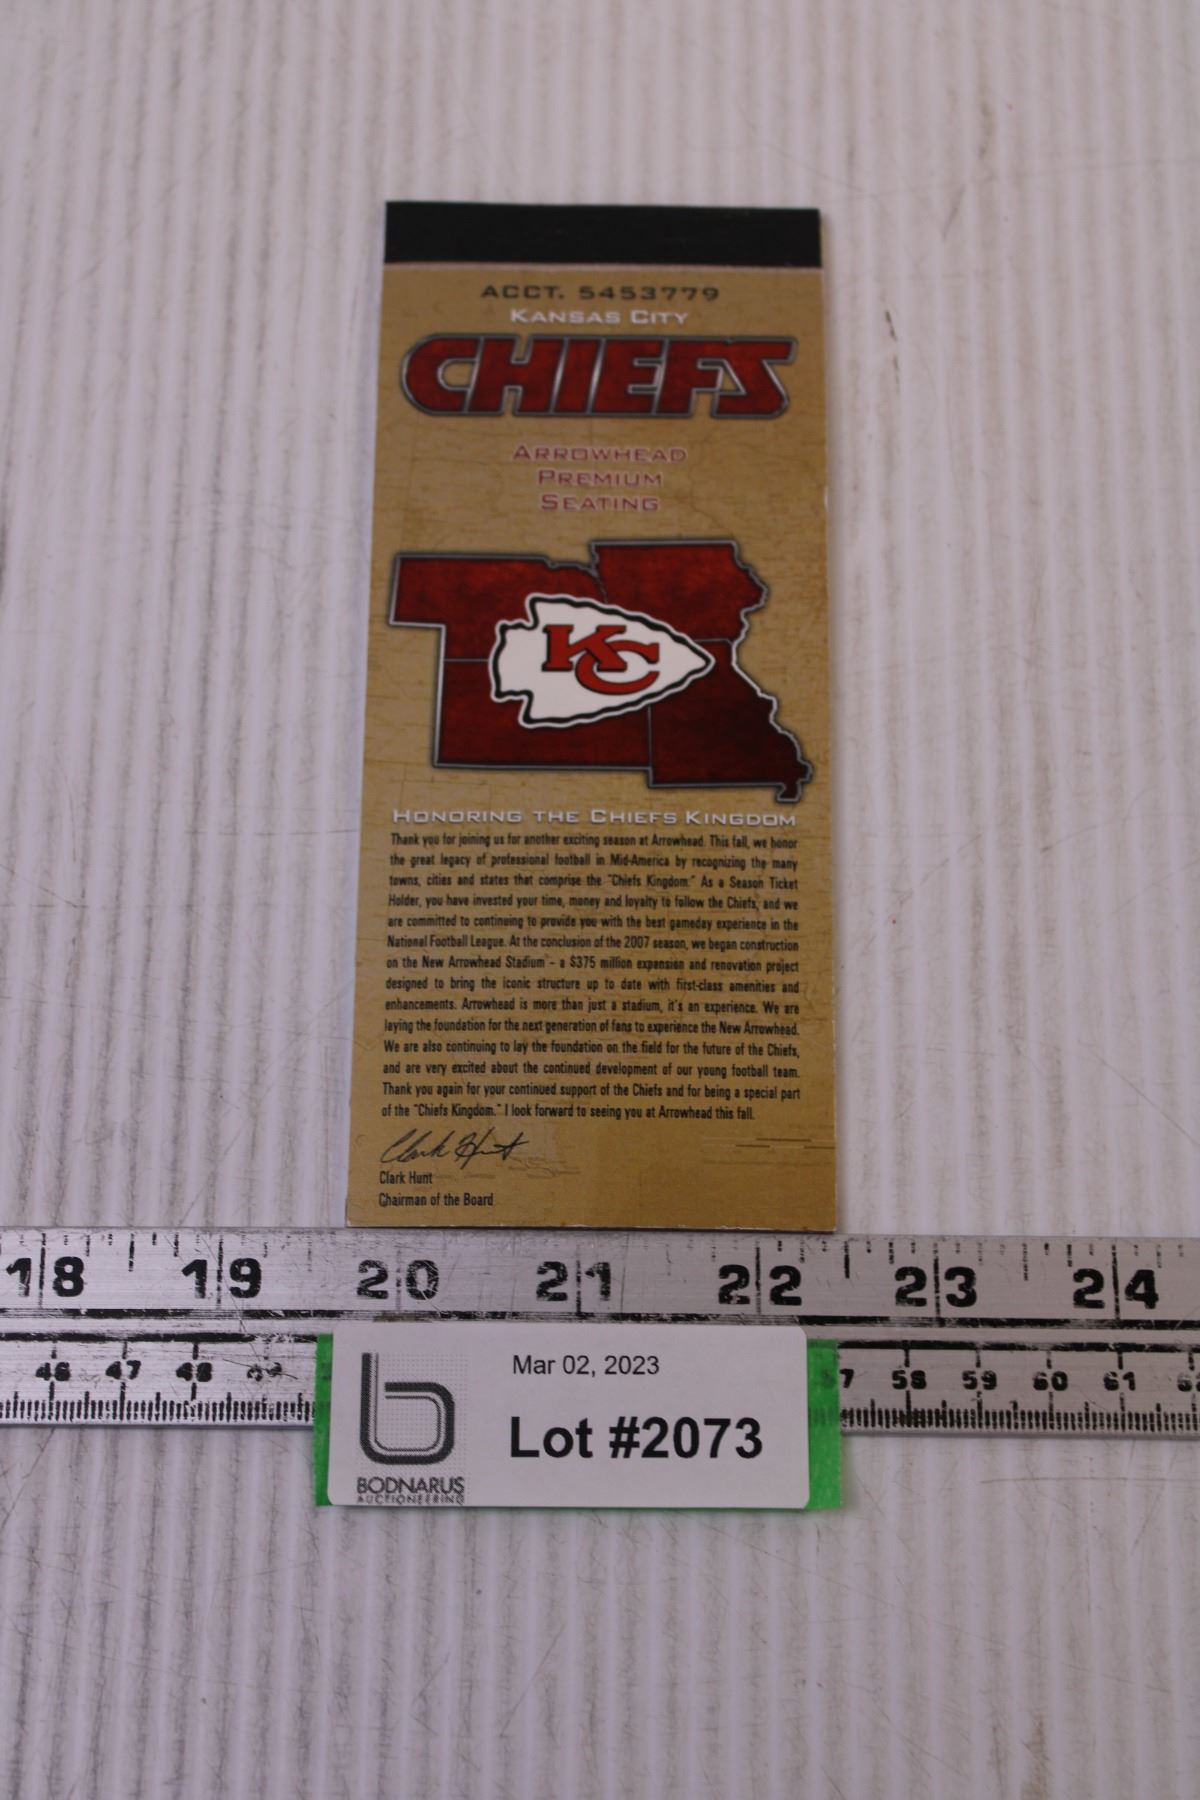 ACCT. 5453779
KANSAS CITY
CHIEFS
ARROWHEAD
PREMIUM
SEATING
KC
HONORING THE CHIEFS KINGDOM
Thank you for joining us for another exciting season at Arrowhead. This fall, we honor
the great legacy of professional football in Mid-America by recognizing the many
towns, cities and states that comprise the "Chiefs Kingdom." As a Season Ticket
Holder, you have invested your time, money and loyalty to follow the Chiefs, and we
are committed to continuing to provide you with the best gameday experience in the
National Football League. At the conclusion of the 2007 season, we began construction
on the New Arrowhead Stadium – a $375 million expansion and renovation project
designed to bring the iconic structure up to date with first-class amenities and
enhancements. Arrowhead is more than just a stadium, it's an experience. We are
laying the foundation for the next generation of fans to experience the New Arrowhead.
We are also continuing to lay the foundation on the field for the future of the Chiefs,
and are very excited about the continued development of our young football team.
Thank you again for your continued support of the Chiefs and for being a special part
of the "Chiefs Kingdom." I look forward to seeing you at Arrowhead this fall.
Clark Hunt
Clark Hunt
Chairman of the Board
18 19 20 21 22 23 24
46 47 48 7 58 59 60 61
Mar 02, 2023
Lot #2073
BODNARUS
AUCTIONEERING